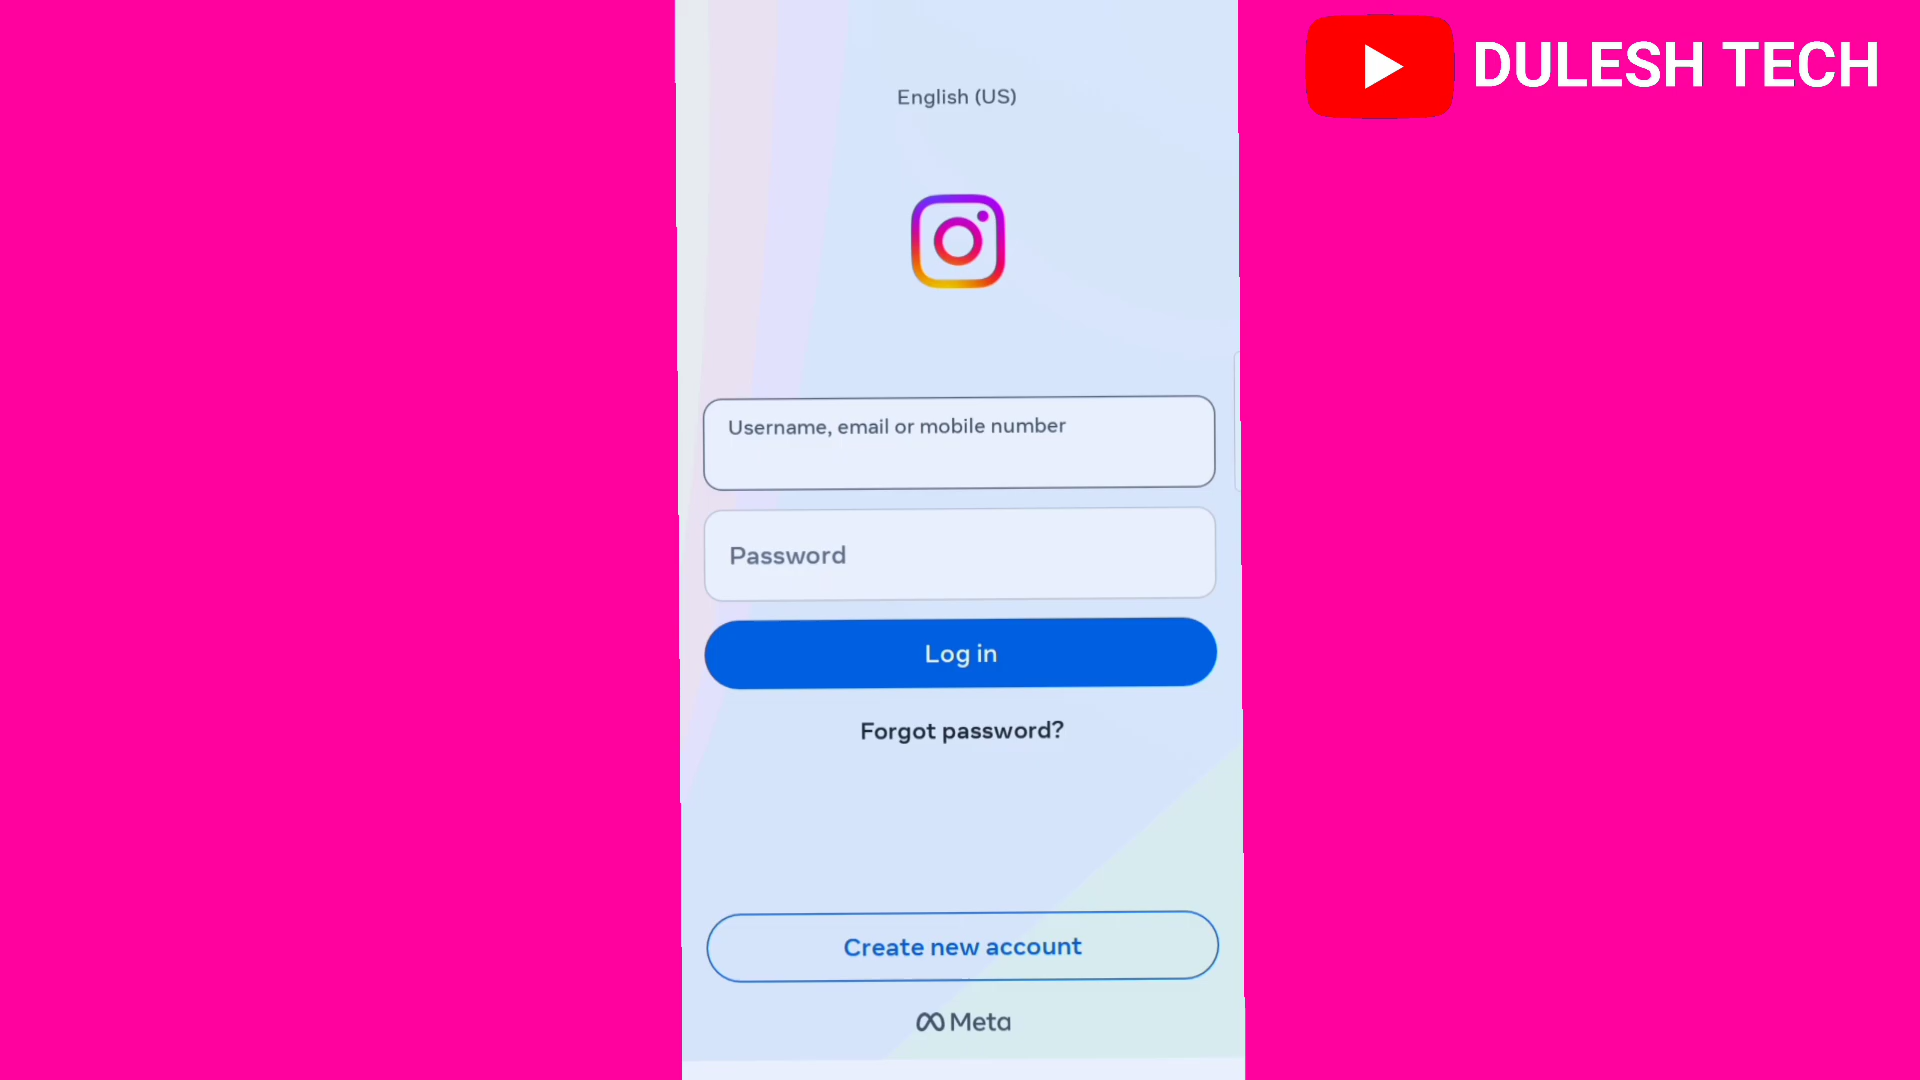 DULESH TECH
English (US)
Username, email or mobile number
Password
Log in
Forgot password?
Create new account
Meta